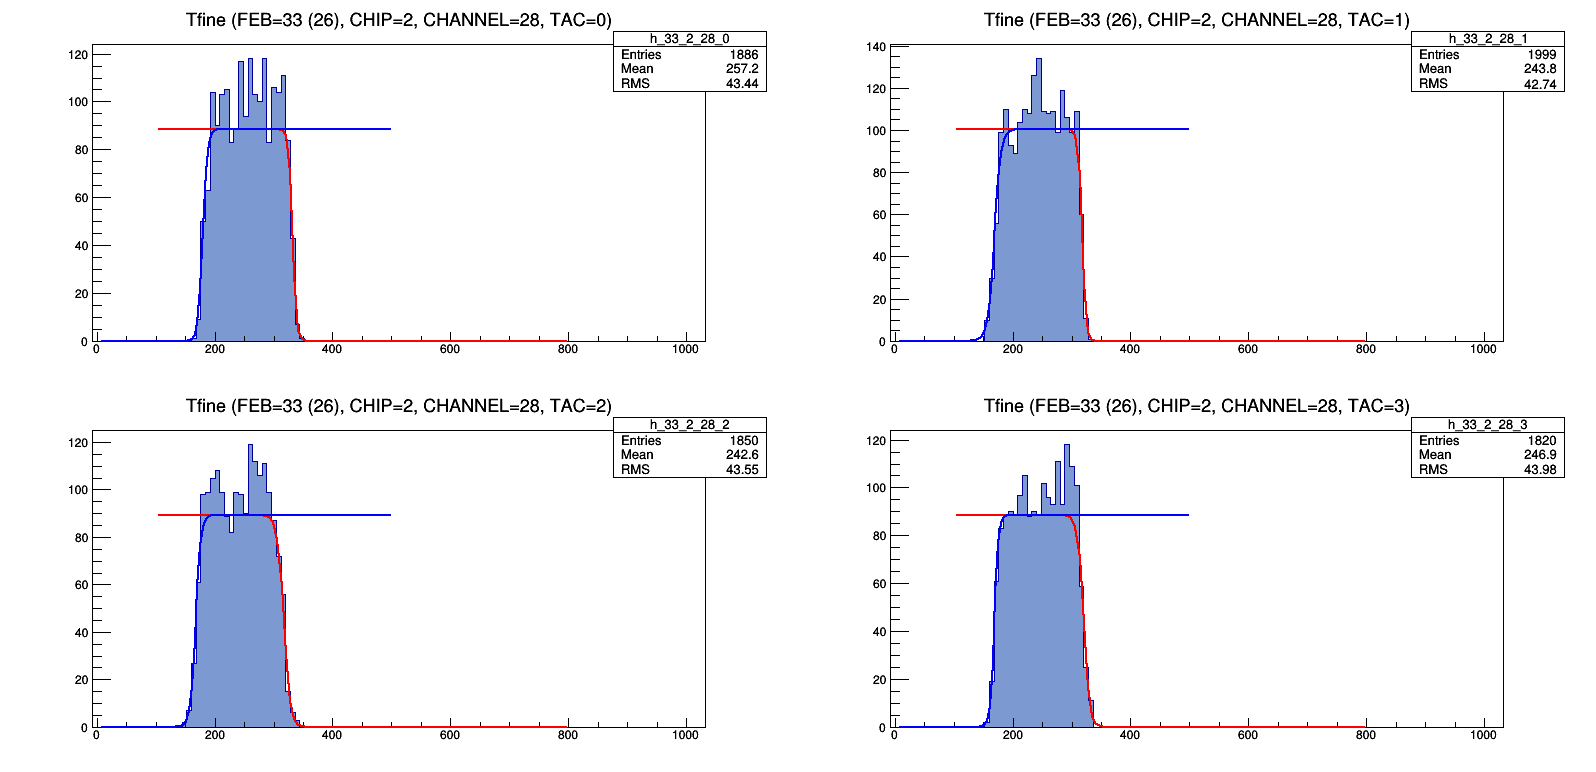 Tfine (FEB=33 (26), CHIP=2, CHANNEL=28, TAC=0)
h_33_2_28_0
Entries 1886
Mean 257.2
RMS 43.44
120
100
80
60
40
20
0
0 200 400 600 800 1000
Tfine (FEB=33 (26), CHIP=2, CHANNEL=28, TAC=1)
h_33_2_28_1
Entries 1999
Mean 243.8
RMS 42.74
140
120
100
80
60
40
20
0
0 200 400 600 800 1000
Tfine (FEB=33 (26), CHIP=2, CHANNEL=28, TAC=2)
h_33_2_28_2
Entries 1850
Mean 242.6
RMS 43.55
120
100
80
60
40
20
0
0 200 400 600 800 1000
Tfine (FEB=33 (26), CHIP=2, CHANNEL=28, TAC=3)
h_33_2_28_3
Entries 1820
Mean 246.9
RMS 43.98
120
100
80
60
40
20
0
0 200 400 600 800 1000